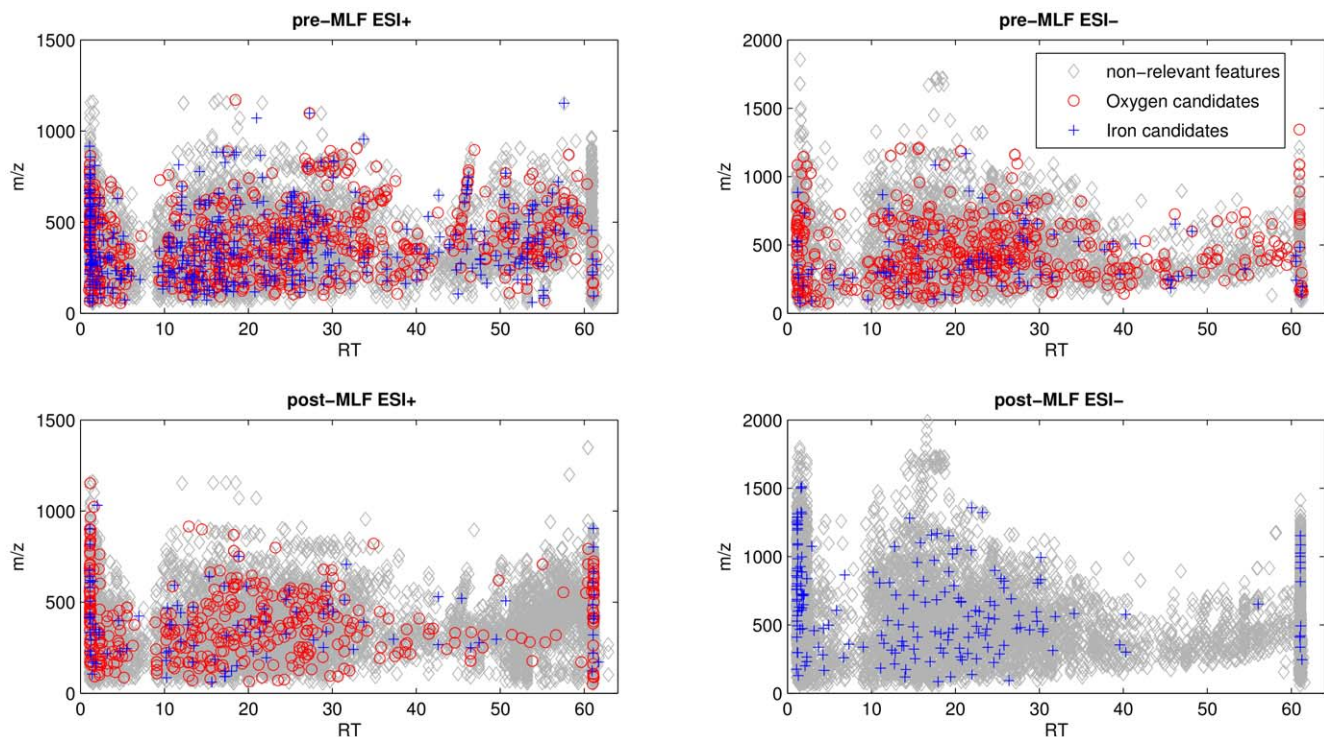 pre−MLF ESI+
1500
1000
500
0
m/z
0 10 20 30 40 50 60
RT
pre−MLF ESI−
2000
1500
1000
500
0
m/z
0 10 20 30 40 50 60
RT
non−relevant features
Oxygen candidates
Iron candidates
post−MLF ESI+
1500
1000
500
0
m/z
0 10 20 30 40 50 60
RT
post−MLF ESI−
2000
1500
1000
500
0
m/z
0 10 20 30 40 50 60
RT